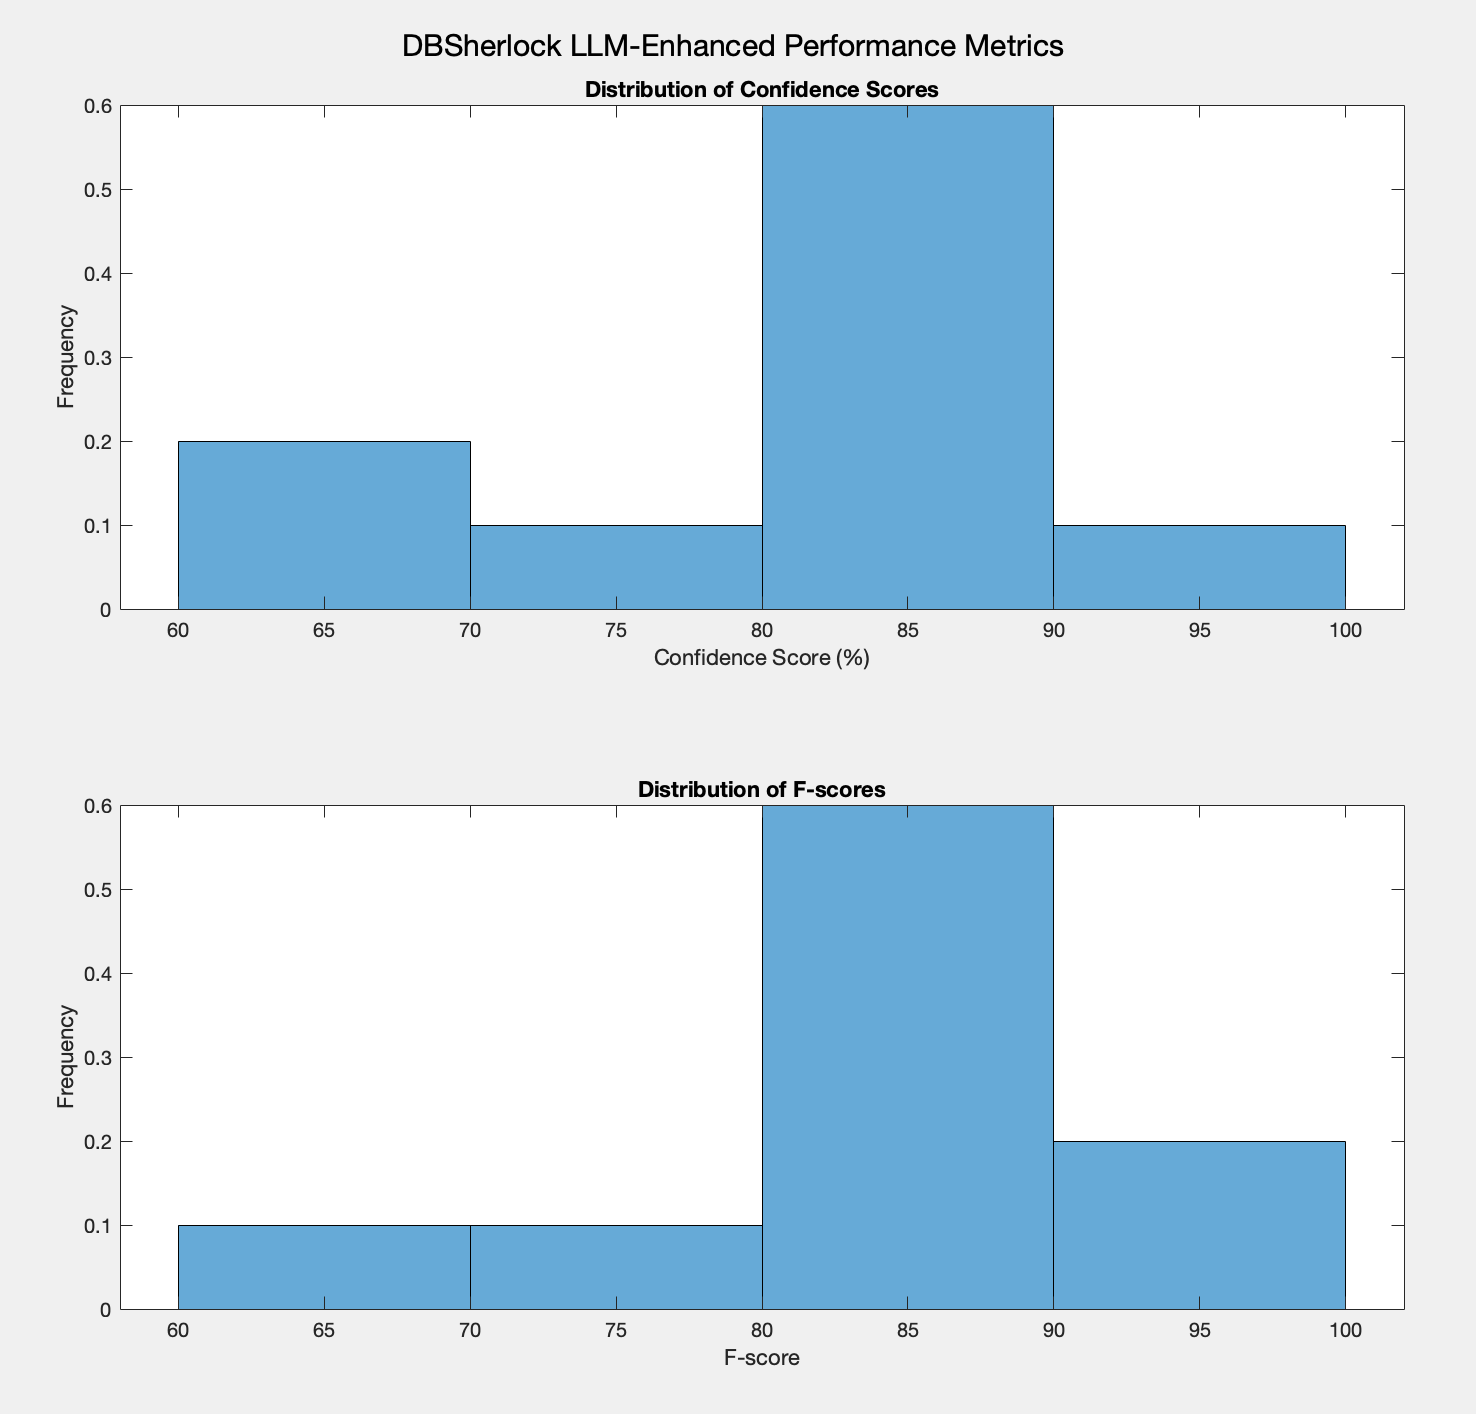 DBSherlock LLM-Enhanced Performance Metrics
Distribution of Confidence Scores
0.6
0.5
0.4
0.3
0.2
0.1
0
Frequency
60 65 70 75 80 85 90 95 100
Confidence Score (%)
Distribution of F-scores
0.6
0.5
0.4
0.3
0.2
0.1
0
Frequency
60 65 70 75 80 85 90 95 100
F-score